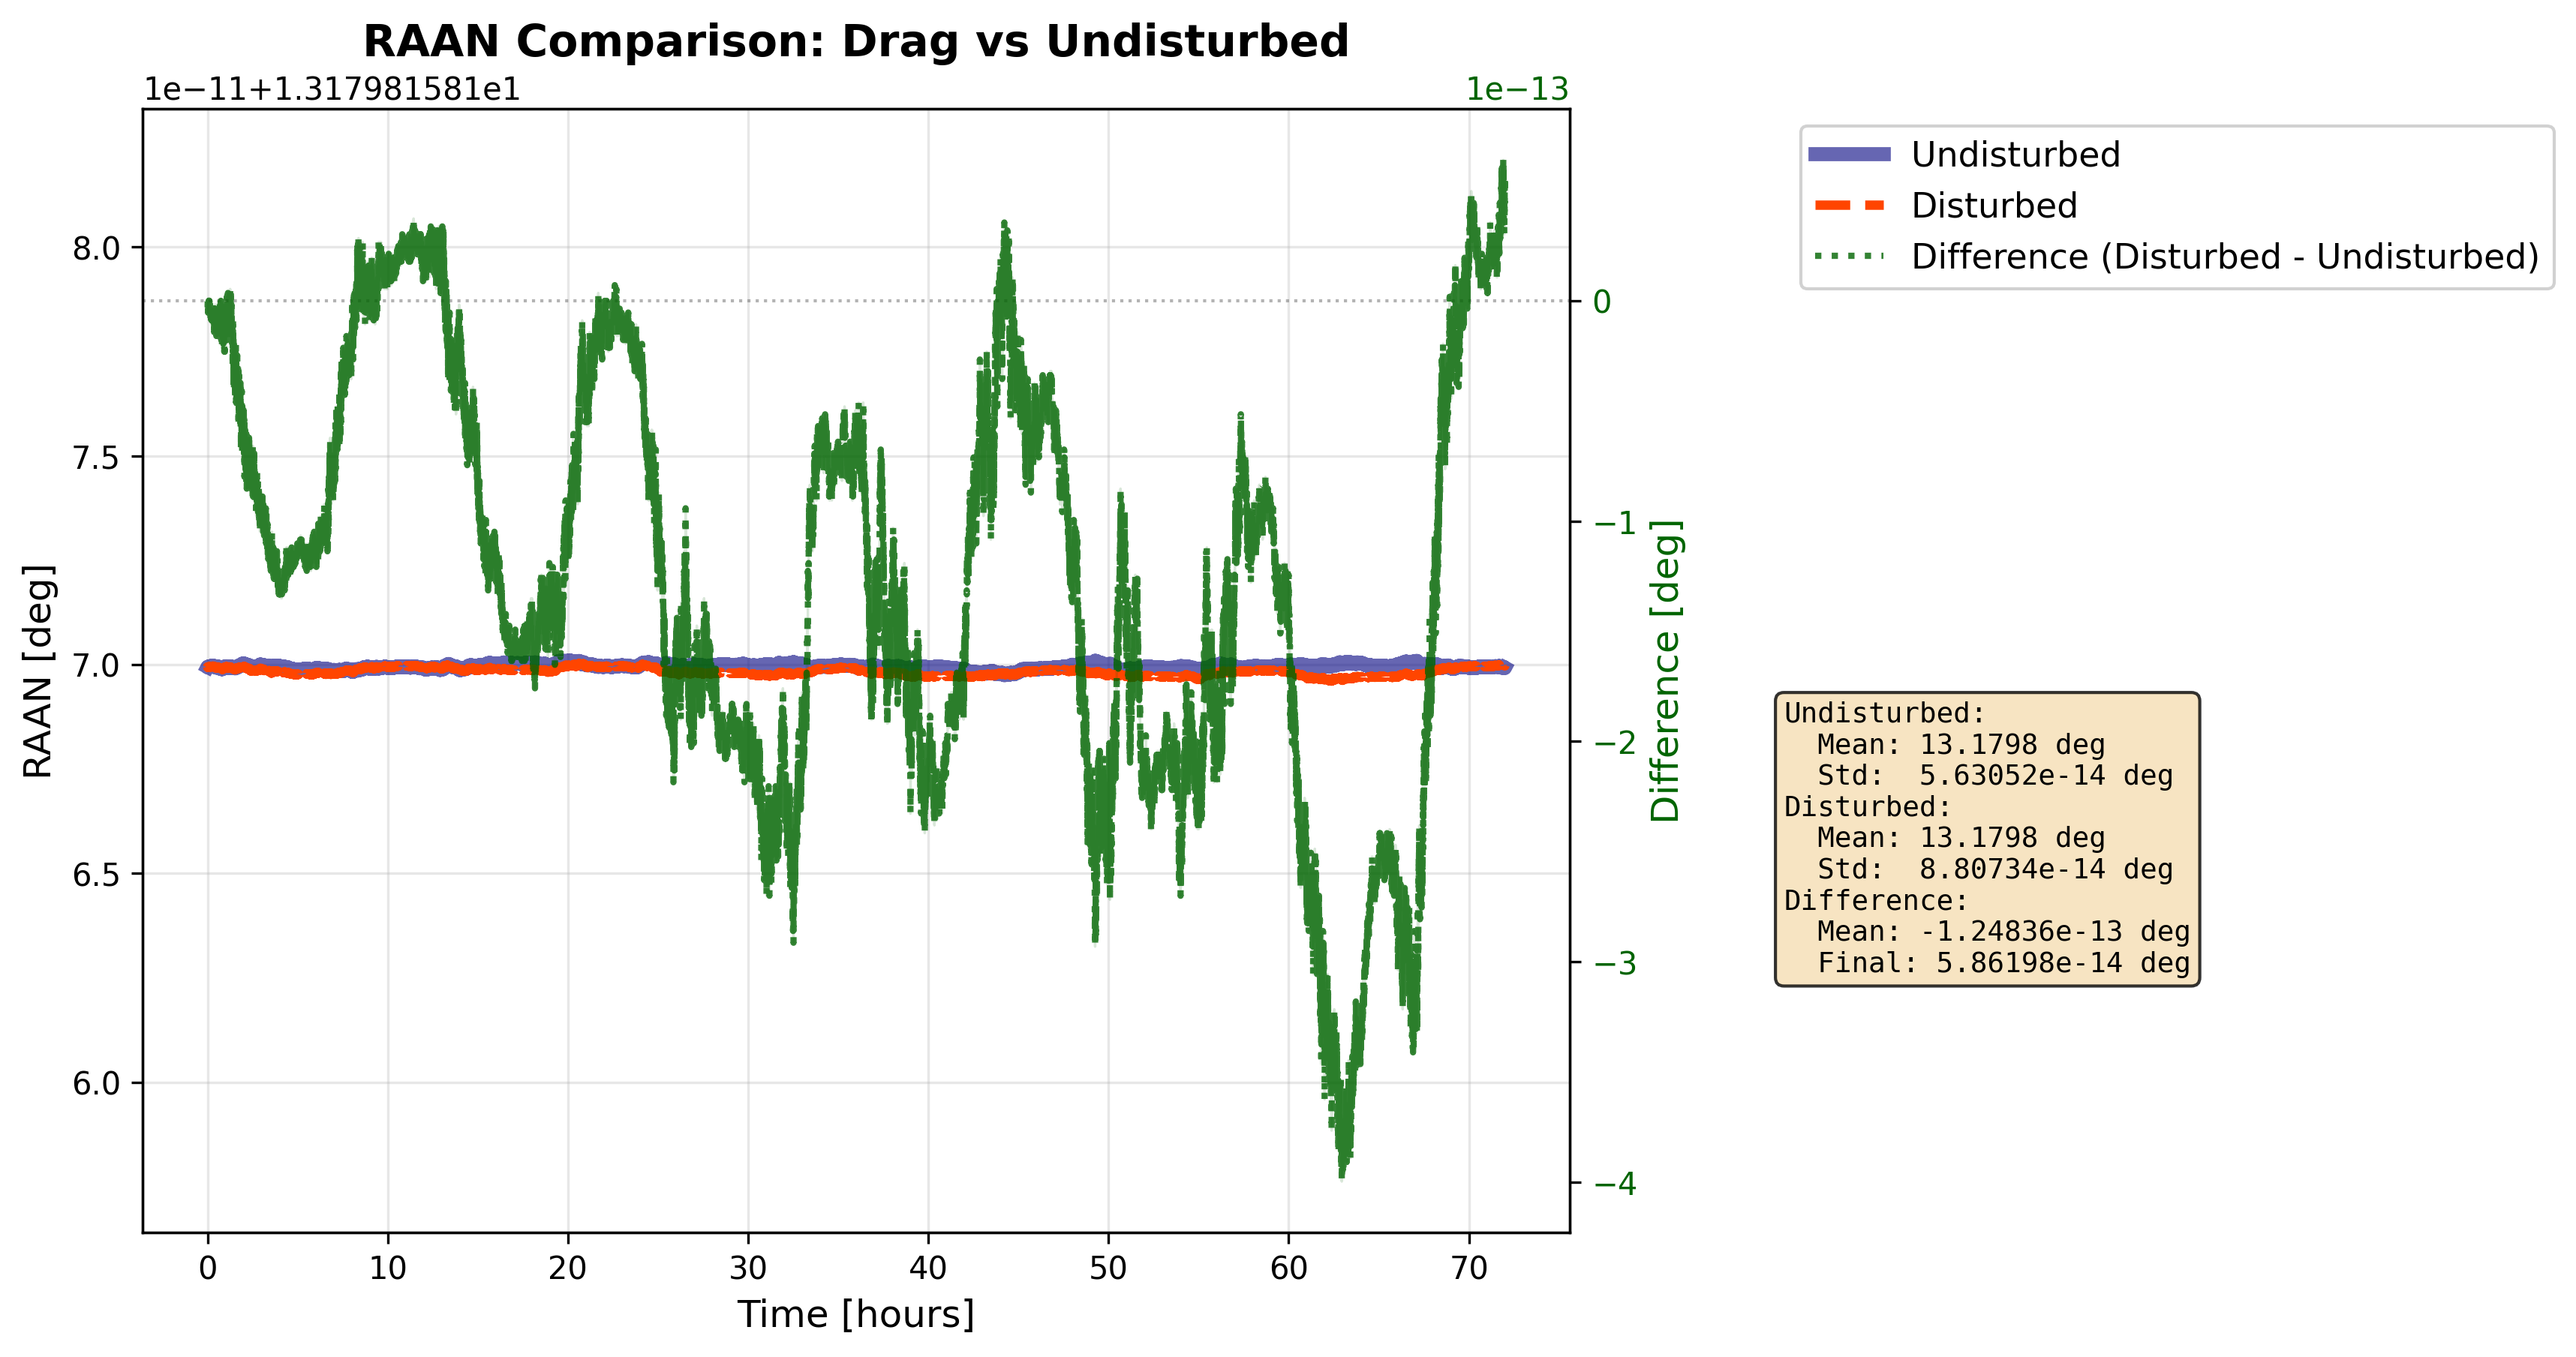 RAAN Comparison: Drag vs Undisturbed
1e−11+1.317981581e1
1e−13
Undisturbed
Disturbed
Difference (Disturbed - Undisturbed)
8.0
7.5
7.0
6.5
6.0
RAAN [deg]
0
−1
−2
−3
−4
Difference [deg]
Undisturbed:
Mean: 13.1798 deg
Std: 5.63052e-14 deg
Disturbed:
Mean: 13.1798 deg
Std: 8.80734e-14 deg
Difference:
Mean: -1.24836e-13 deg
Final: 5.86198e-14 deg
0 10 20 30 40 50 60 70
Time [hours]